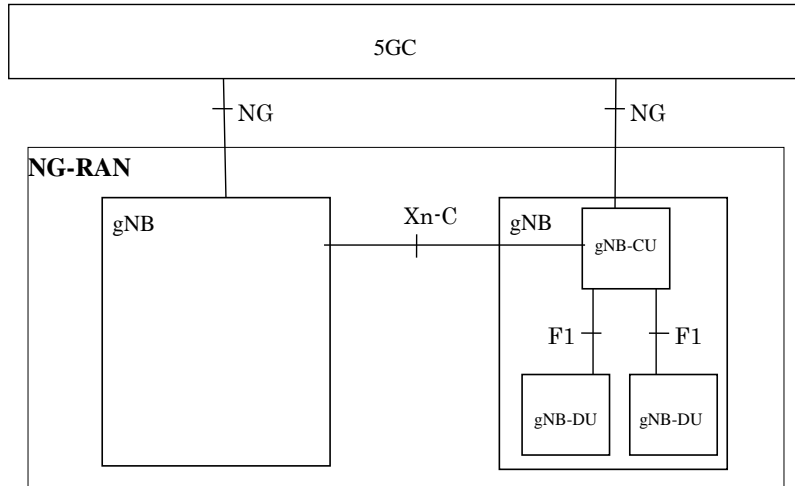 5GC
NG
NG
NG-RAN
gNB
Xn-C
gNB
gNB-CU
F1
F1
gNB-DU
gNB-DU